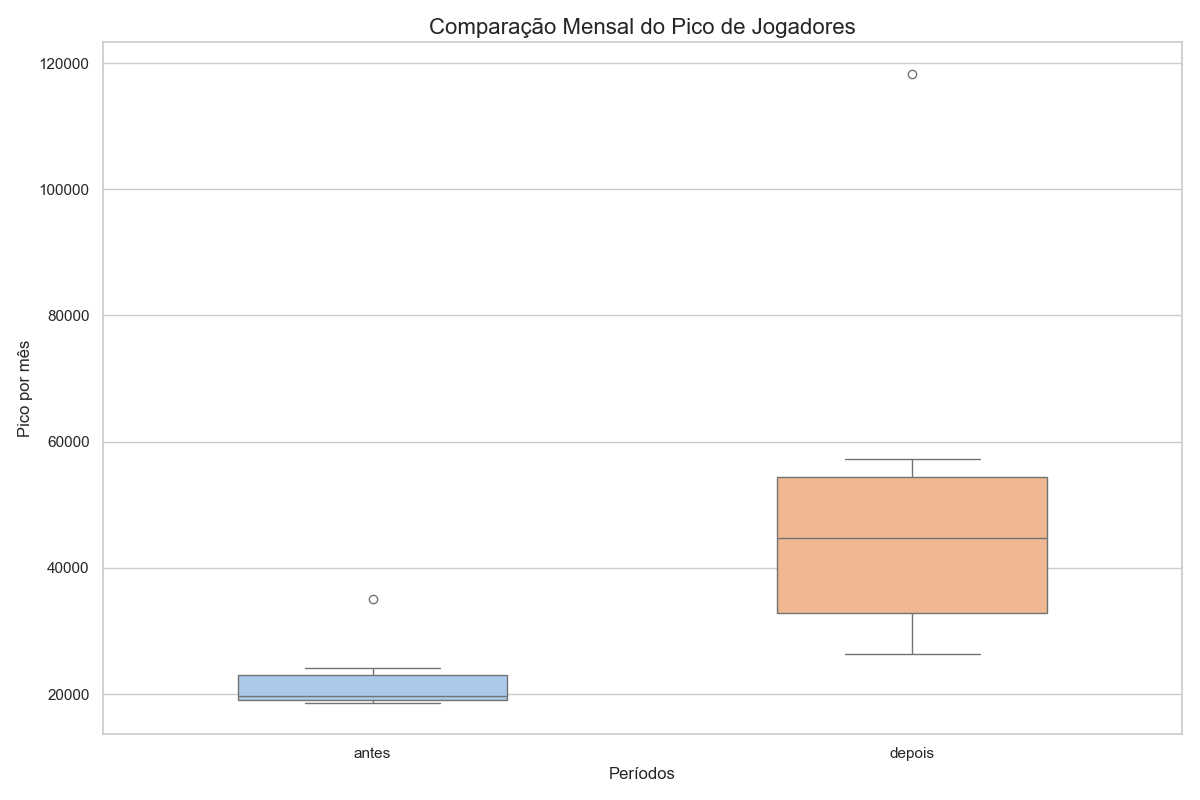 Comparação Mensal do Pico de Jogadores
120000
100000
80000
60000
40000
20000
Pico por mês
antes
depois
Períodos